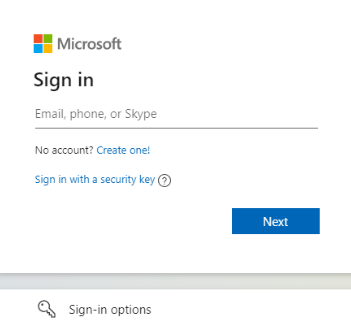 Microsoft
Sign in
Email, phone, or Skype
No account? Create one!
Sign in with a security key ?
Next
Sign-in options